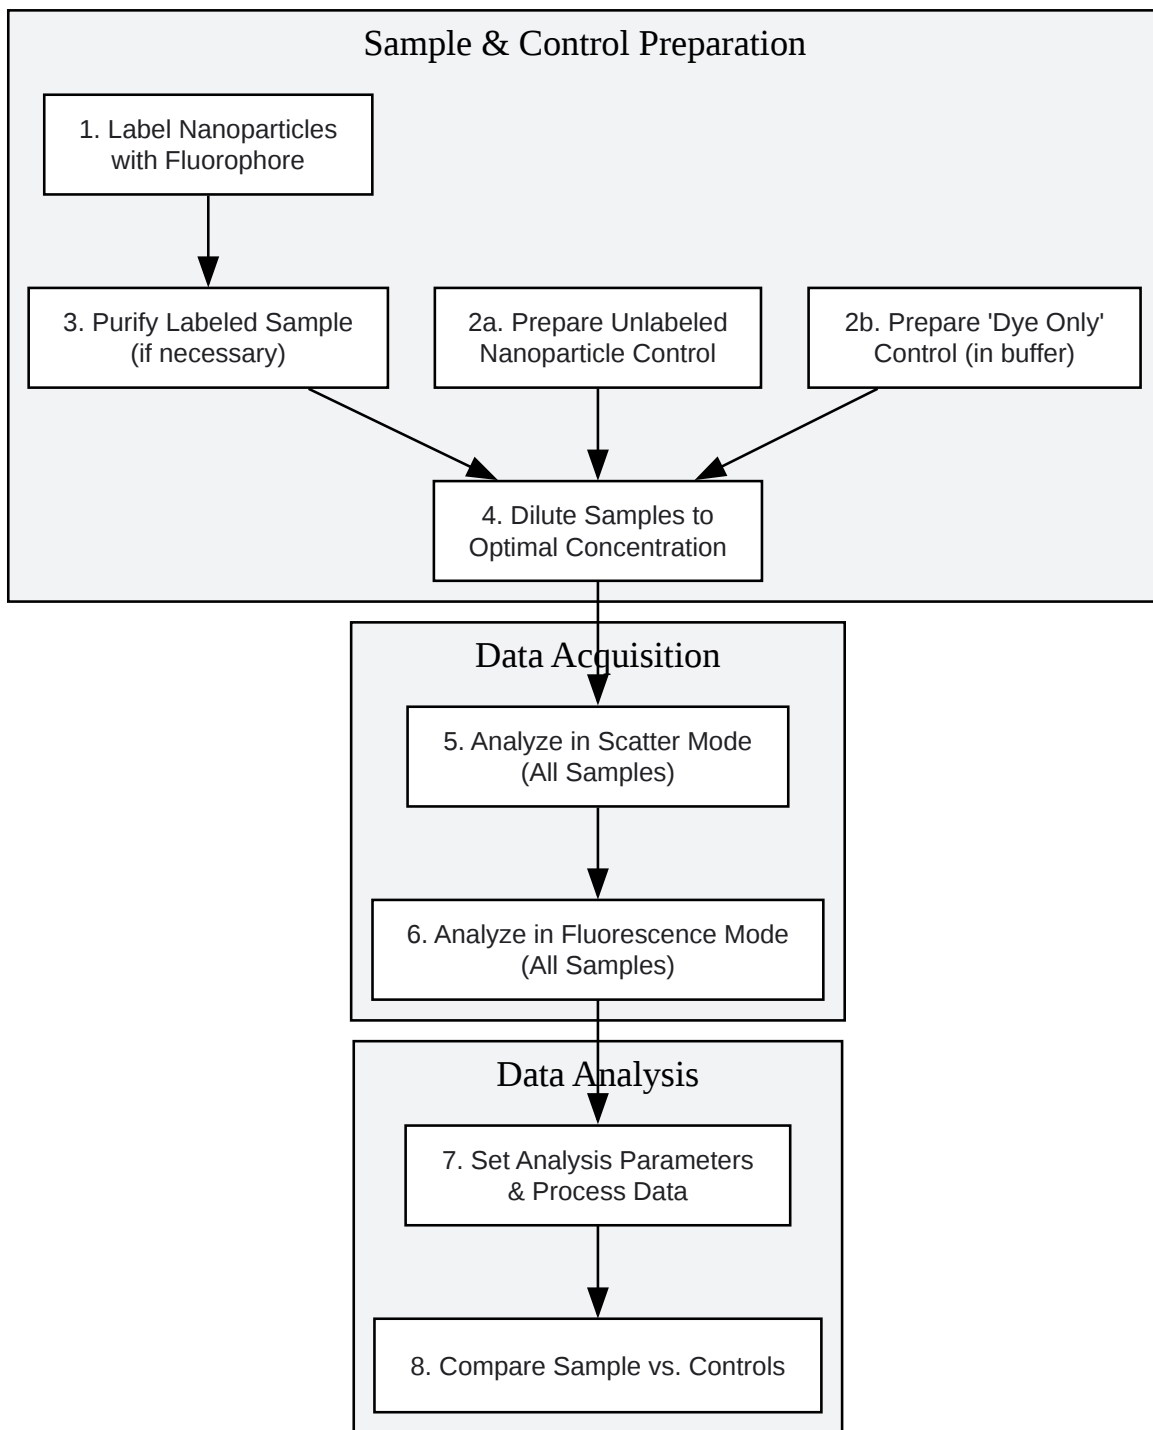 Sample & Control Preparation
1. Label Nanoparticles
with Fluorophore
3. Purify Labeled Sample
(if necessary)
2a. Prepare Unlabeled
Nanoparticle Control
2b. Prepare 'Dye Only'
Control (in buffer)
4. Dilute Samples to
Optimal Concentration
Data Acquisition
5. Analyze in Scatter Mode
(All Samples)
6. Analyze in Fluorescence Mode
(All Samples)
Data Analysis
7. Set Analysis Parameters
& Process Data
8. Compare Sample vs. Controls